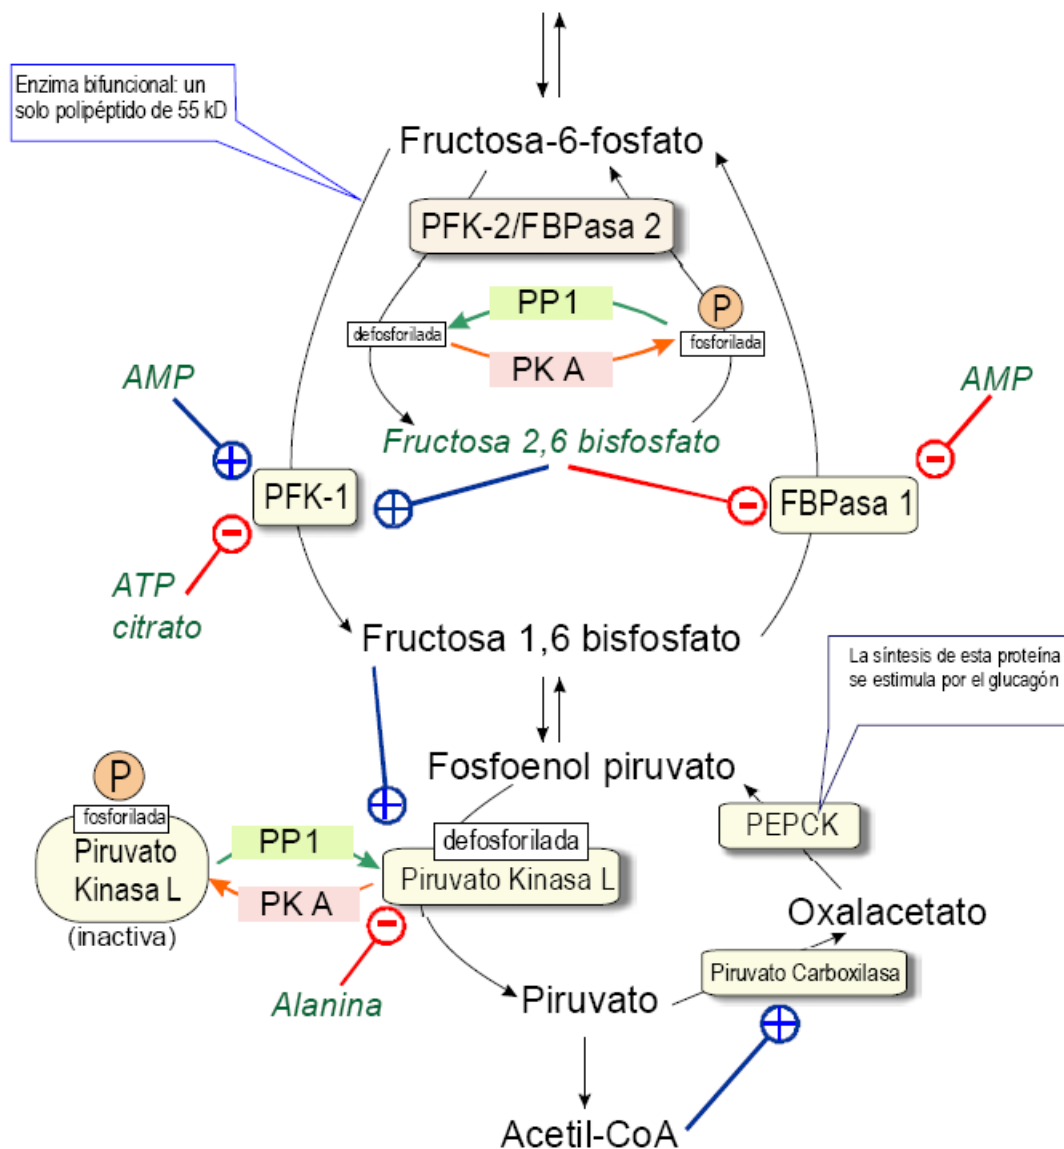 Enzima bifuncional: un
solo polipéptido de 55 kD
Fructosa-6-fosfato
PFK-2/FBPasa 2
PP1
P
defosforilada
fosforilada
PK A
AMP
AMP
Fructosa 2,6 bisfosfato
+
-
PFK-1
+
-
FBPasa 1
-
ATP
citrato
Fructosa 1,6 bisfosfato
La síntesis de esta proteína
se estimula por el glucagón
Fosfoenol piruvato
P
+
fosforilada
Piruvato
Kinasa L
(inactiva)
PP1
PK A
defosforilada
Piruvato Kinasa L
PEPCK
-
Oxalacetato
Alanina
Piruvato
Piruvato Carboxilasa
+
Acetil-CoA